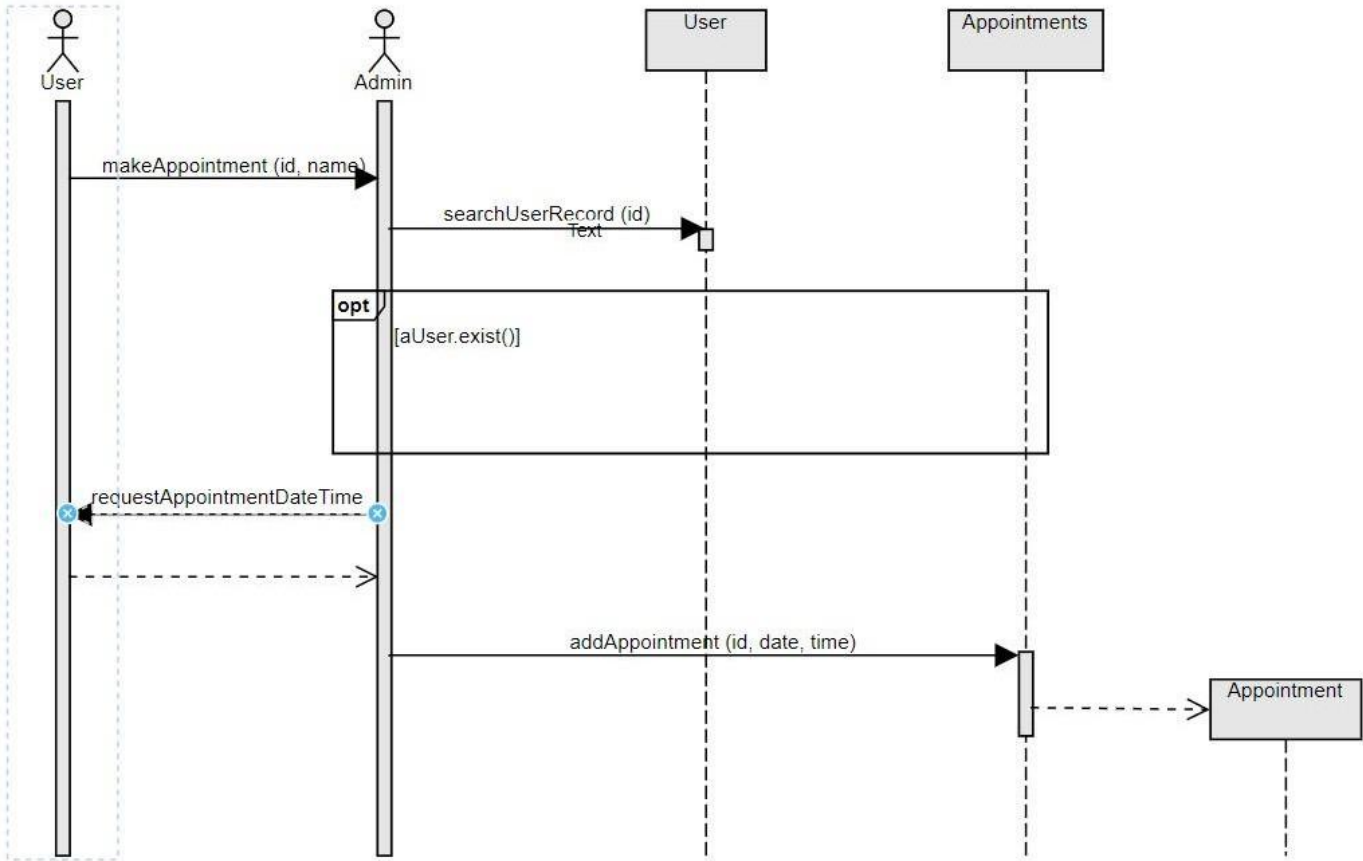 User
Appointments
User
Admin
makeAppointment (id, name)
searchUserRecord (id)
Text
opt
[aUser.exist()]
requestAppointmentDateTime
addAppointment (id, date, time)
Appointment